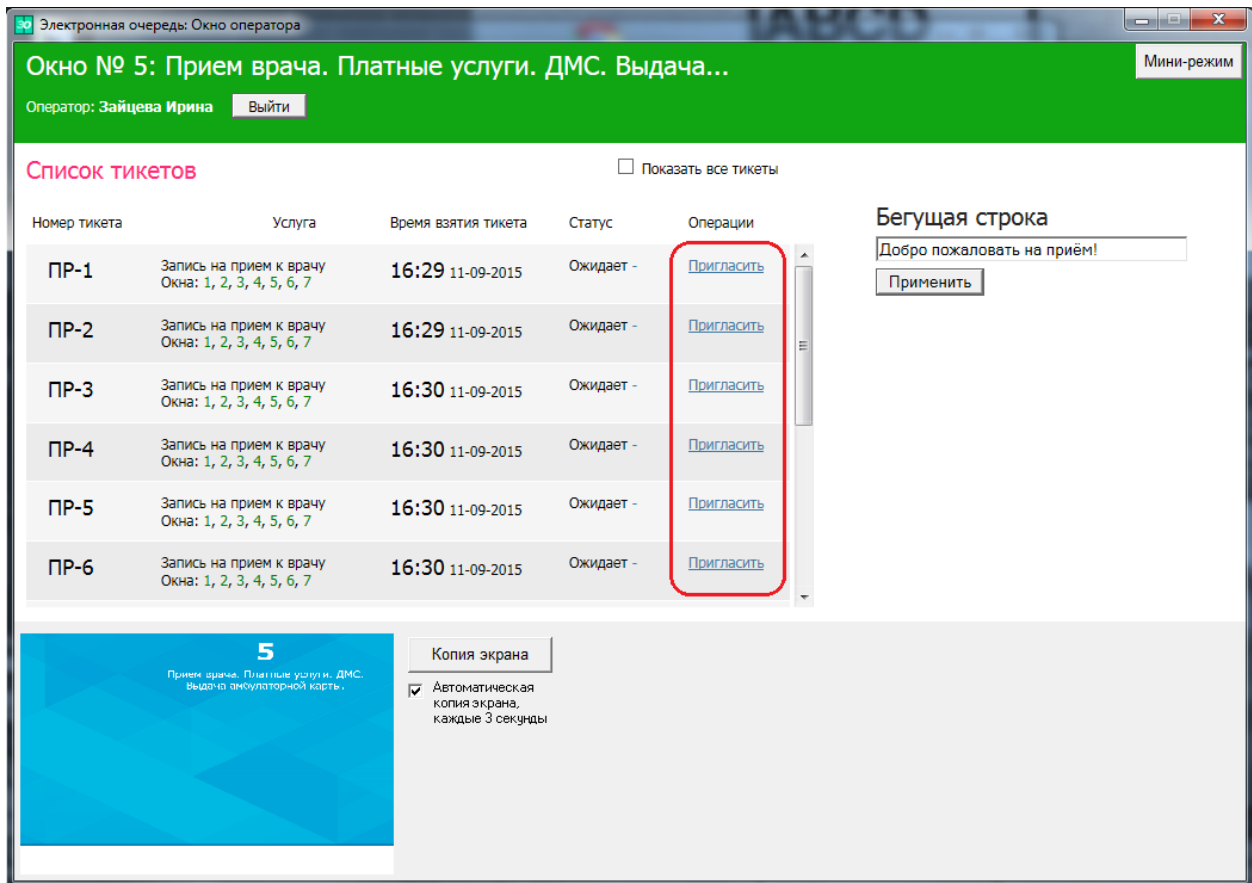 ЭО Электронная очередь: Окно оператора
Окно № 5: Прием врача. Платные услуги. ДМС. Выдача...
Мини-режим
Оператор: Зайцева Ирина Выйти
Список тикетов
Показать все тикеты
Номер тикета Услуга Время взятия тикета Статус Операции
ПР-1 Запись на прием к врачу 16:29 11-09-2015 Ожидает - Пригласить
Окна: 1, 2, 3, 4, 5, 6, 7
ПР-2 Запись на прием к врачу 16:29 11-09-2015 Ожидает - Пригласить
Окна: 1, 2, 3, 4, 5, 6, 7
ПР-3 Запись на прием к врачу 16:30 11-09-2015 Ожидает - Пригласить
Окна: 1, 2, 3, 4, 5, 6, 7
ПР-4 Запись на прием к врачу 16:30 11-09-2015 Ожидает - Пригласить
Окна: 1, 2, 3, 4, 5, 6, 7
ПР-5 Запись на прием к врачу 16:30 11-09-2015 Ожидает - Пригласить
Окна: 1, 2, 3, 4, 5, 6, 7
ПР-6 Запись на прием к врачу 16:30 11-09-2015 Ожидает - Пригласить
Окна: 1, 2, 3, 4, 5, 6, 7
Бегущая строка
Добро пожаловать на приём!
Применить
5
Прием врача. Платные услуги. ДМС.
Выдача амбулаторной карты.
Копия экрана
Автоматическая
копия экрана,
каждые 3 секунды